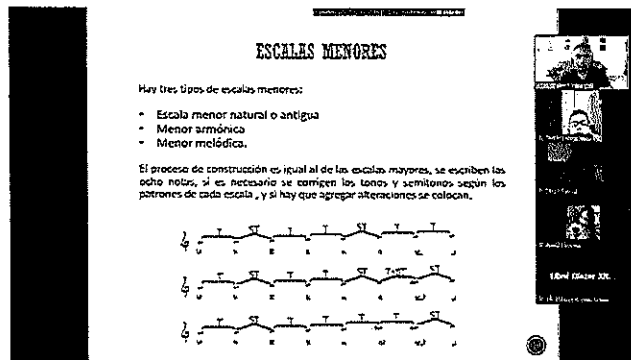 ESCALAS MENORES
Hay tres tipos de escalas menores:
• Escala menor natural o antigua
• Menor armónica
• Menor melódica.
El proceso de construcción es igual al de las escalas mayores, se escriben las
ocho notas, si es necesario se corrigen los tonos y semitonos según los
patrones de cada escala , y si hay que agregar alteraciones se colocan.
T ST T T ST T T
T ST T T ST ST
T ST T T T T ST